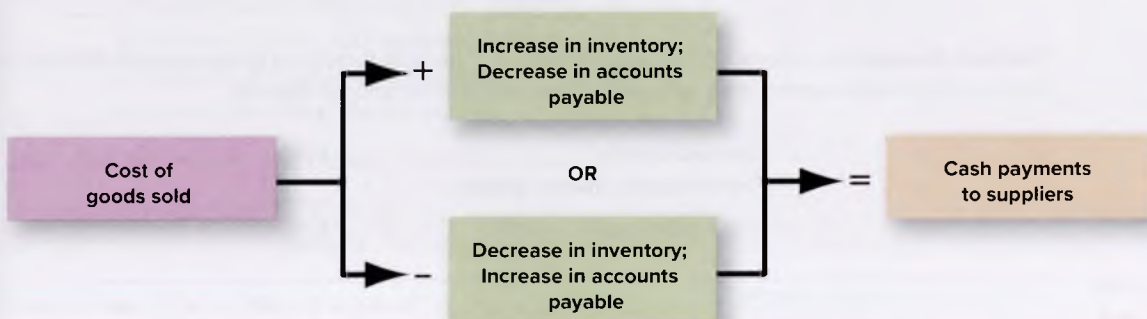 Cost of
goods sold
+
Increase in inventory;
Decrease in accounts
payable
OR
-
Decrease in inventory;
Increase in accounts
payable
=
Cash payments
to suppliers